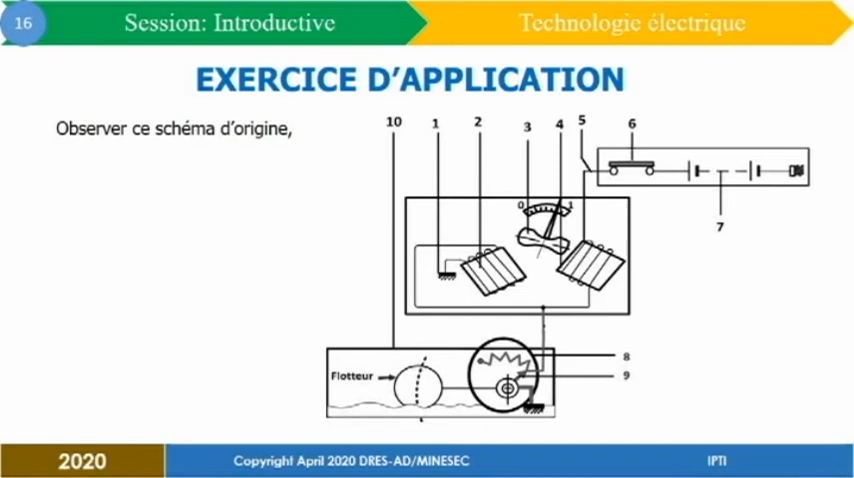 16
Session: Introductive
Technologie électrique
EXERCICE D’APPLICATION
Observer ce schéma d’origine,
10 1 2 3 4 5 6
0 1
7
8
9
Flotteur
2020 Copyright April 2020 DRES-AD/MINESEC IPTI